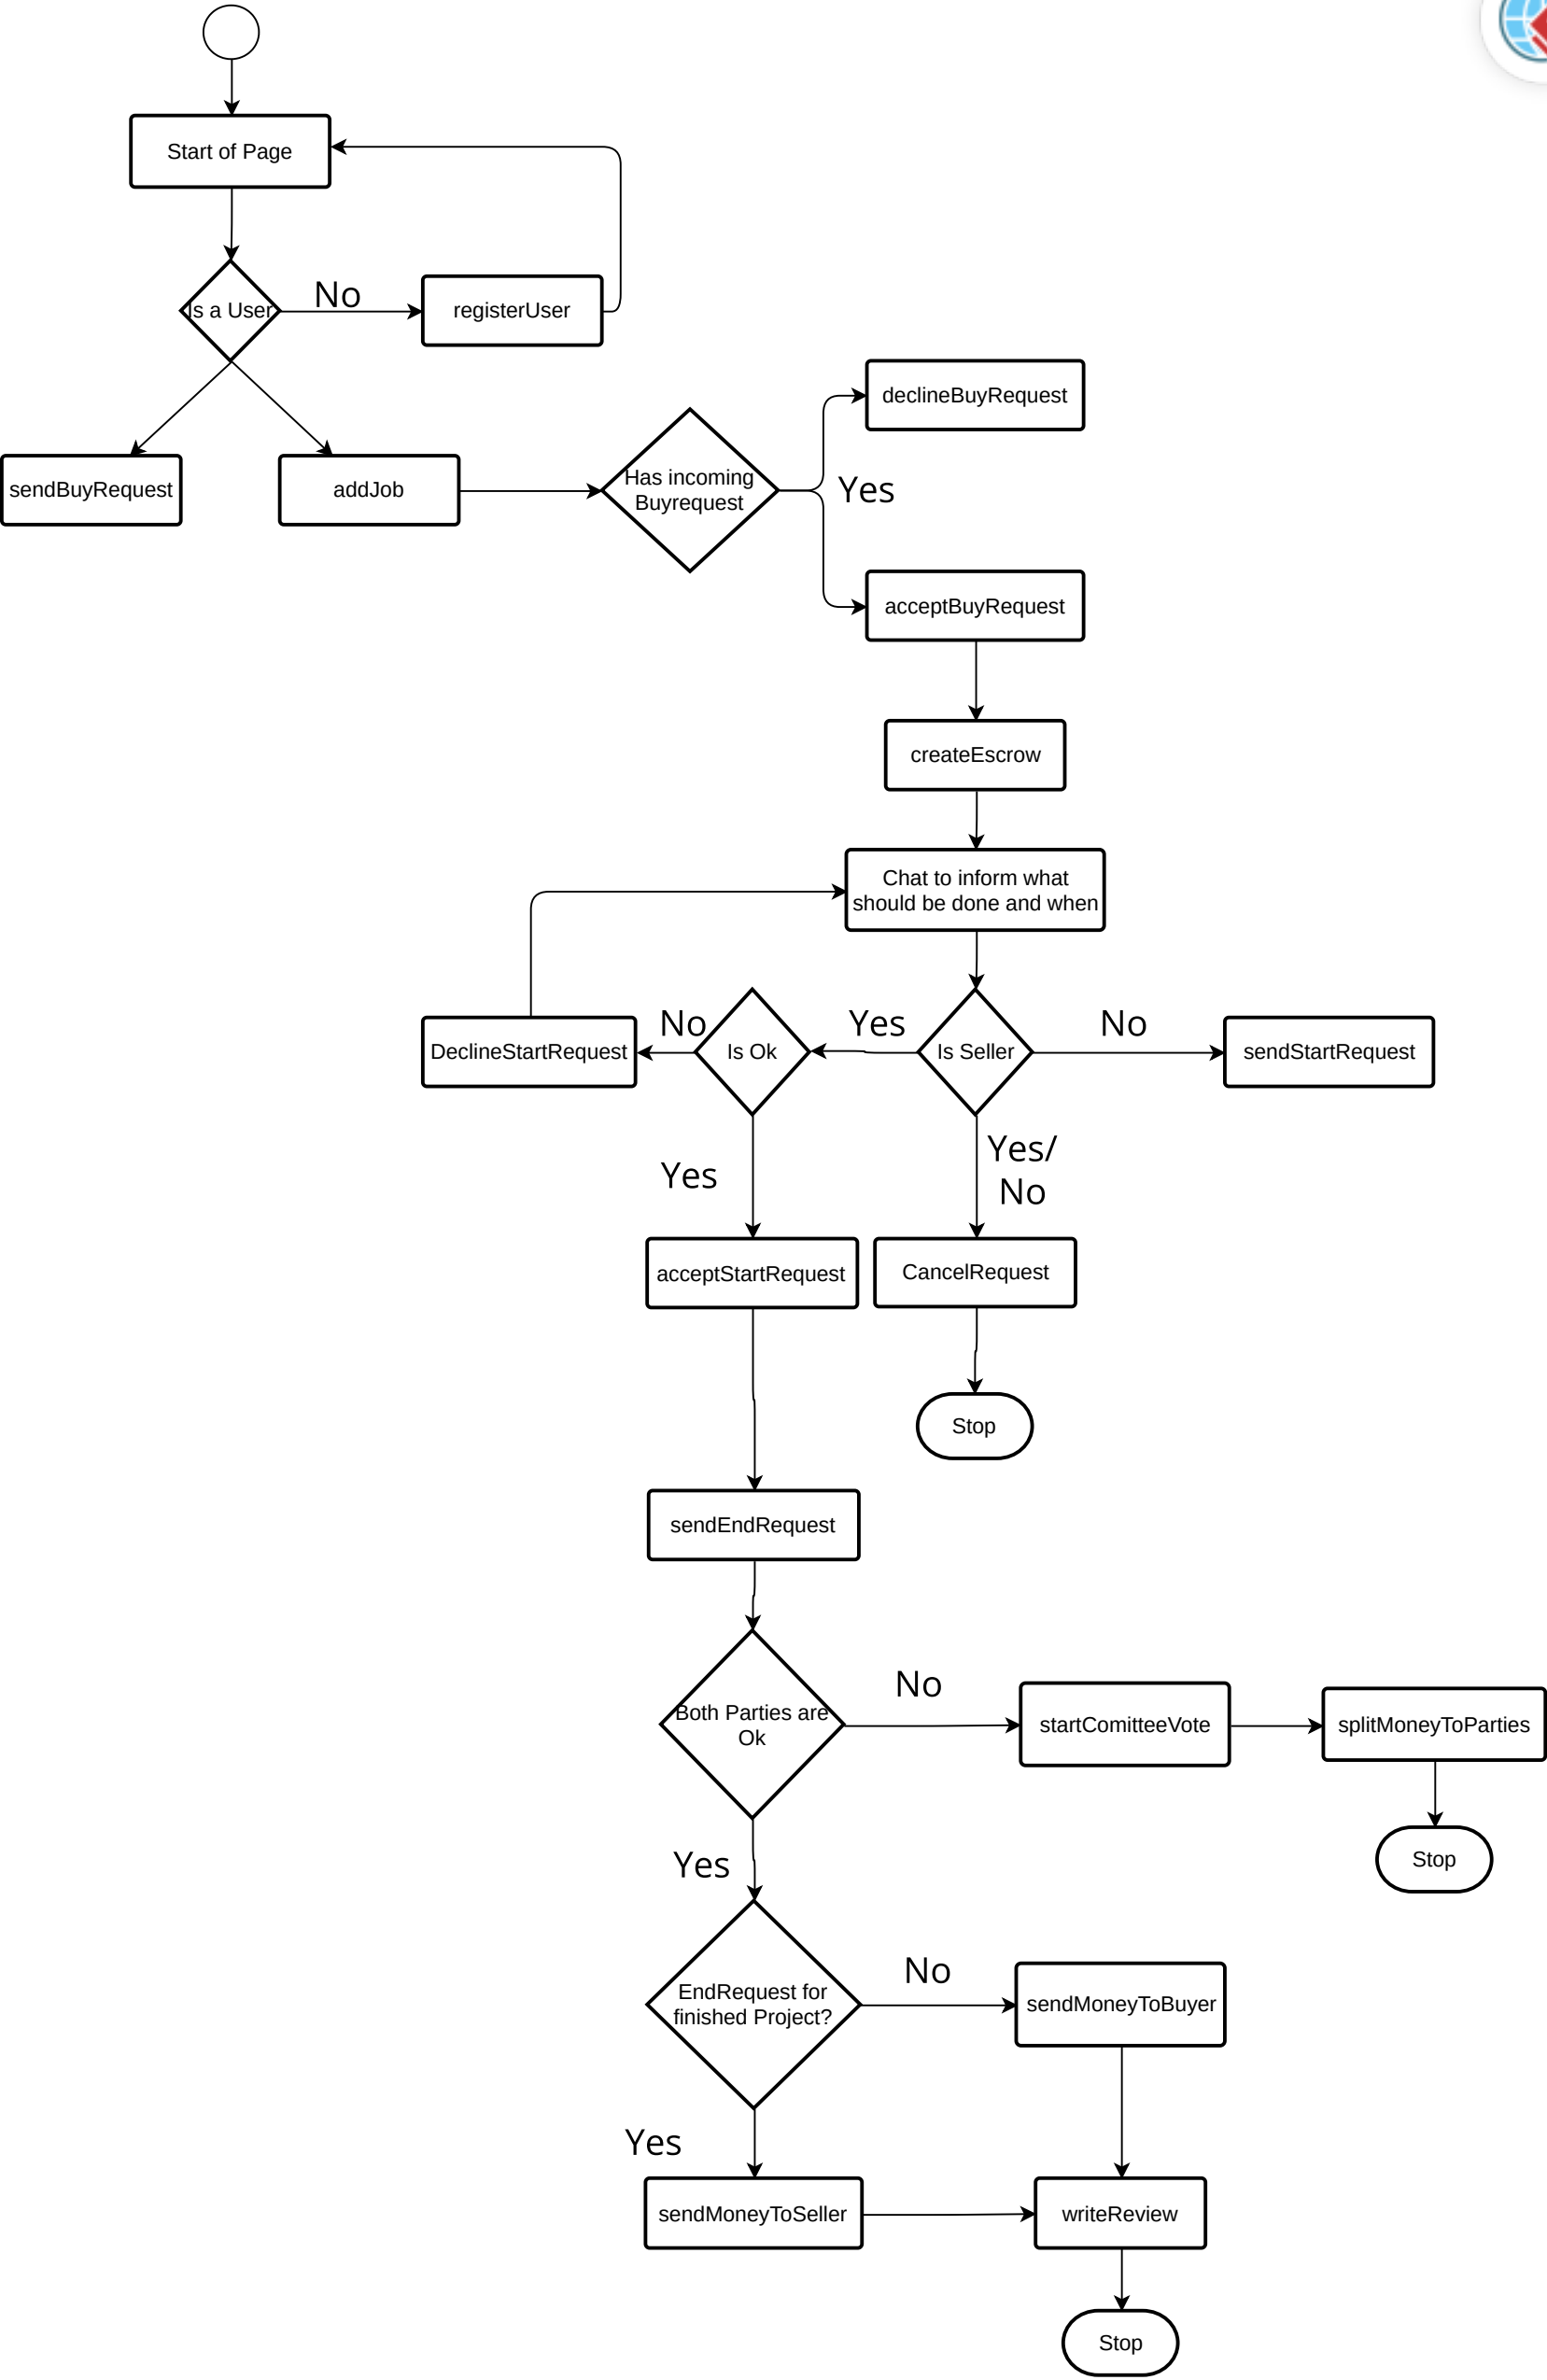 Start of Page
Is a User
No
registerUser
declineBuyRequest
sendBuyRequest
addJob
Has incoming
Buyrequest
Yes
acceptBuyRequest
createEscrow
Chat to inform what
should be done and when
DeclineStartRequest
No
Is Ok
Yes
Is Seller
No
sendStartRequest
Yes
Yes/
No
acceptStartRequest
CancelRequest
Stop
sendEndRequest
Both Parties are
Ok
No
startComitteeVote
splitMoneyToParties
Stop
Yes
EndRequest for
finished Project?
No
sendMoneyToBuyer
Yes
sendMoneyToSeller
writeReview
Stop